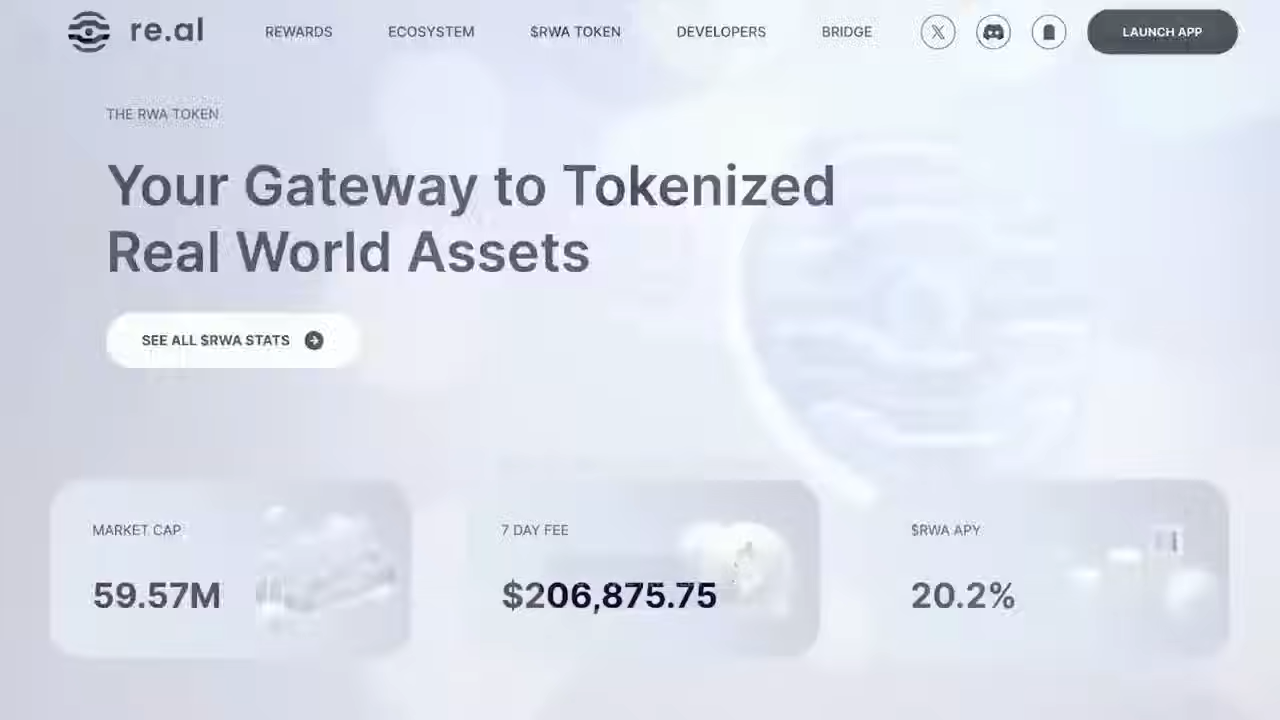 re.al REWARDS ECOSYSTEM $RWA TOKEN DEVELOPERS BRIDGE LAUNCH APP
THE RWA TOKEN
Your Gateway to Tokenized
Real World Assets
SEE ALL $RWA STATS
MARKET CAP
59.57M
7 DAY FEE
$206,875.75
$RWA APY
20.2%